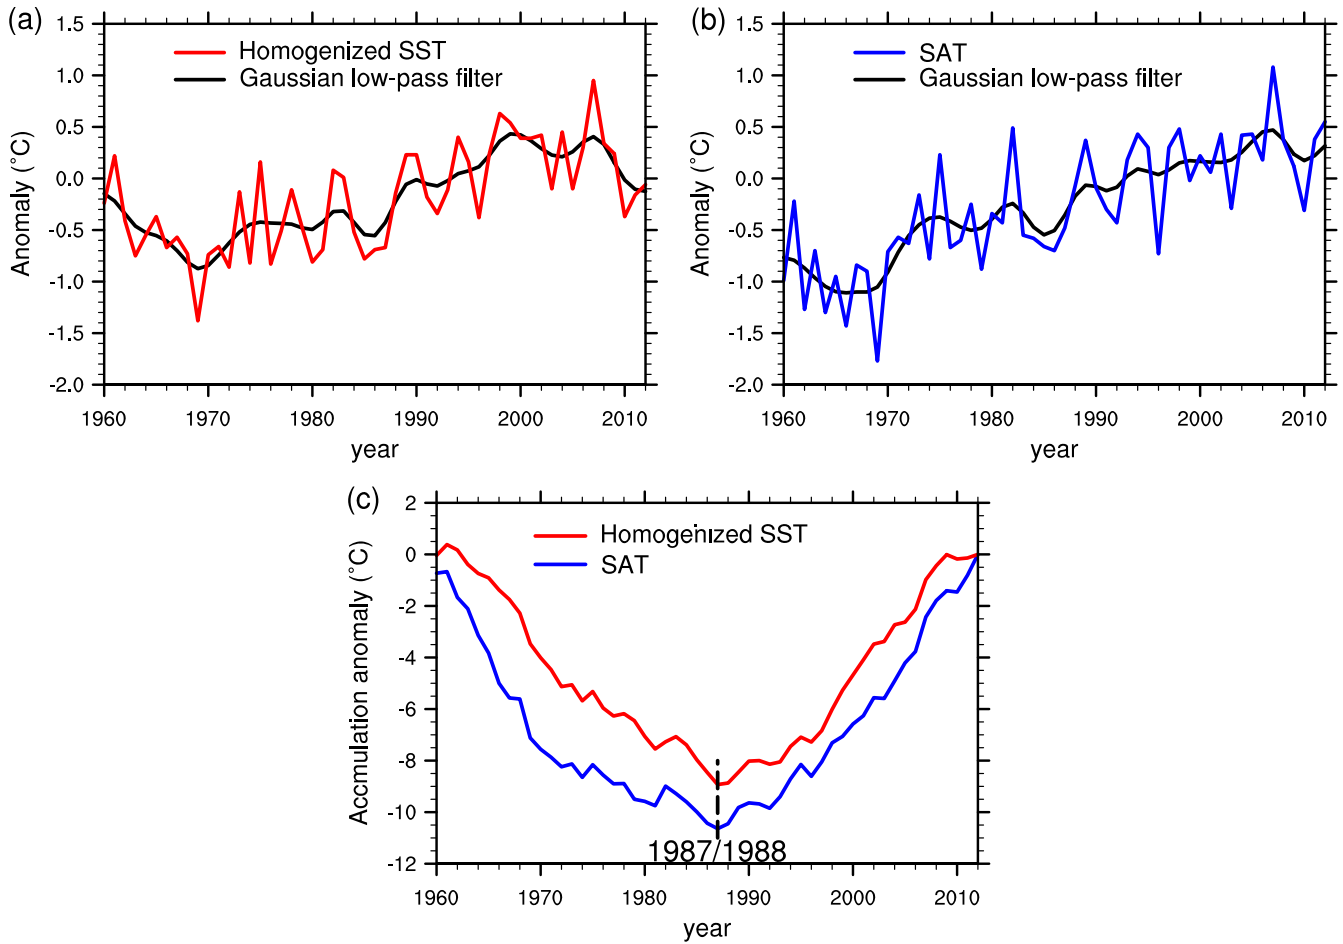 (a)
Homogenized SST
Gaussian low-pass filter
Anomaly (°C)
1.5
1.0
0.5
0.0
-0.5
-1.0
-1.5
-2.0
1960 1970 1980 1990 2000 2010
year
(b)
SAT
Gaussian low-pass filter
Anomaly (°C)
1.5
1.0
0.5
0.0
-0.5
-1.0
-1.5
-2.0
1960 1970 1980 1990 2000 2010
year
(c)
Homogenized SST
SAT
Accmulation anomaly (°C)
2
0
-2
-4
-6
-8
-10
-12
1987/1988
1960 1970 1980 1990 2000 2010
year